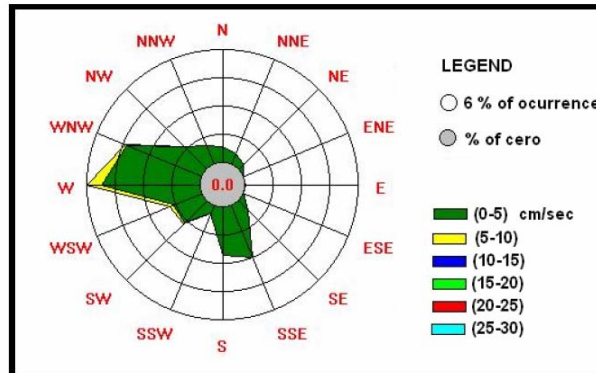 N
NNE
NE
ENE
E
ESE
SE
SSE
S
SSW
SW
WSW
W
WNW
NW
NNW
0.0
LEGEND
6 % of ocurrence
% of cero
(0-5) cm/sec
(5-10)
(10-15)
(15-20)
(20-25)
(25-30)